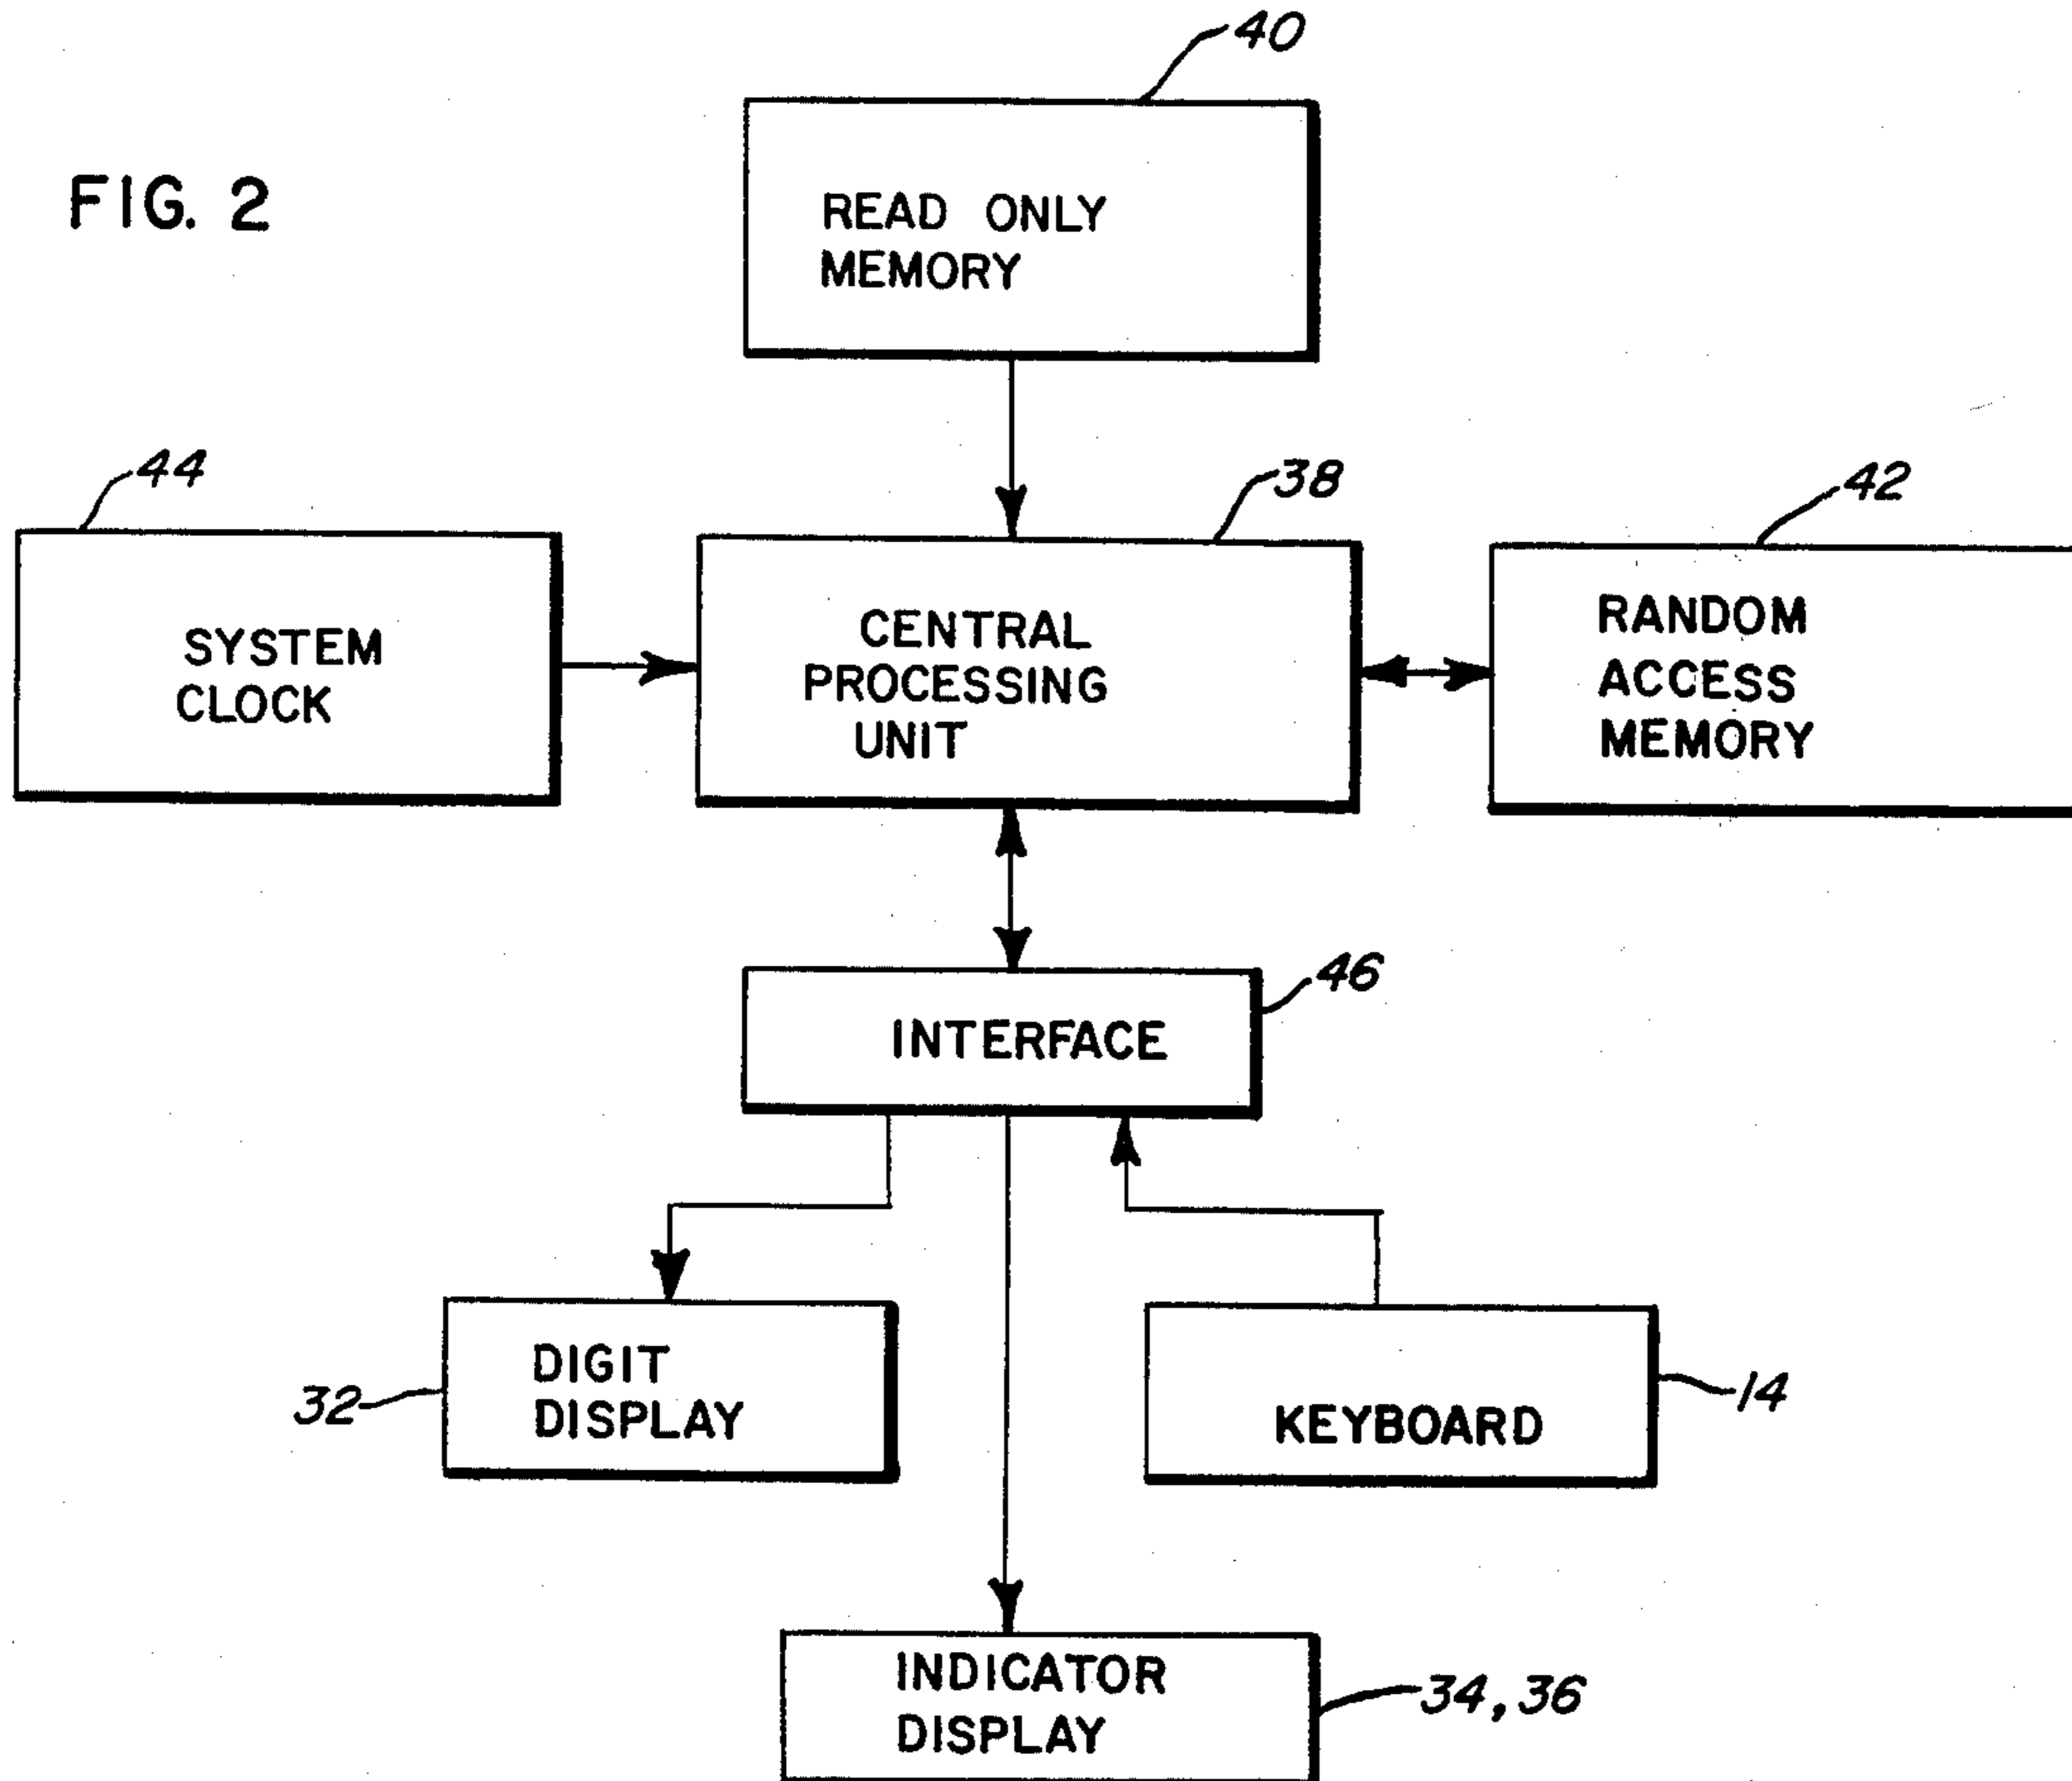 40
FIG. 2
READ ONLY
MEMORY
44
38
42
SYSTEM
CLOCK
CENTRAL
PROCESSING
UNIT
RANDOM
ACCESS
MEMORY
46
INTERFACE
DIGIT
DISPLAY
32
KEYBOARD
14
INDICATOR
DISPLAY
34, 36